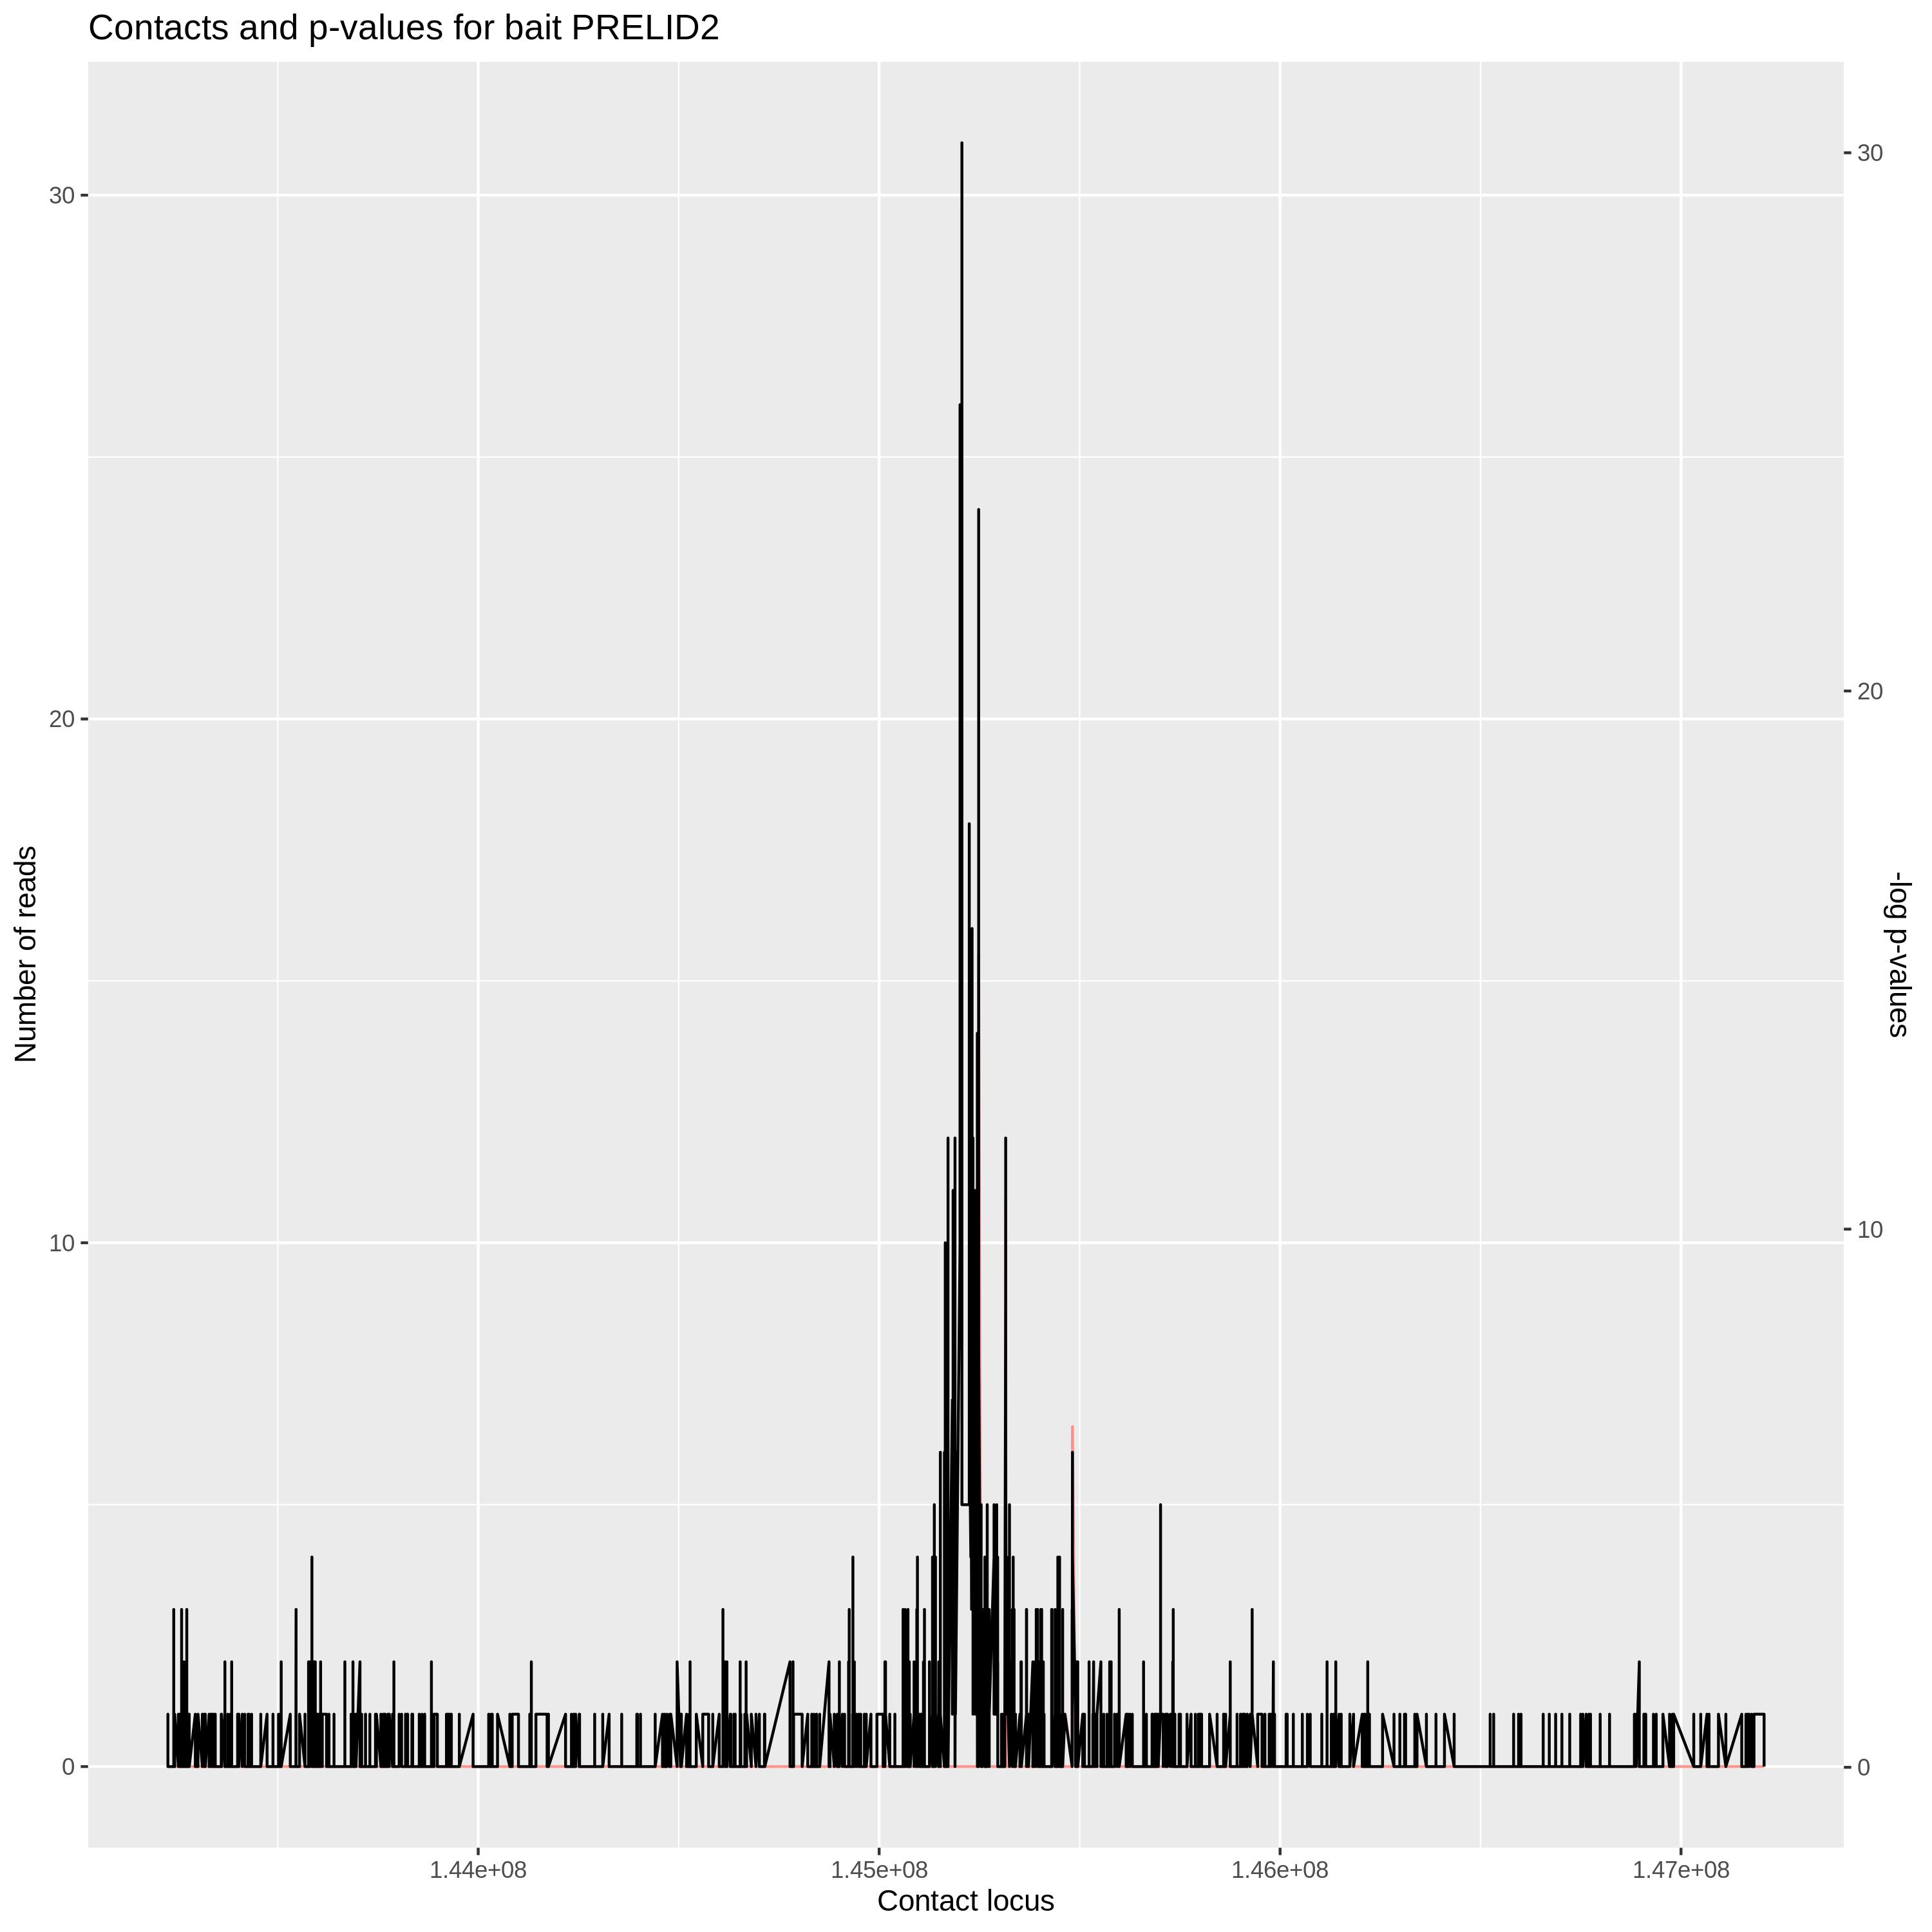 Contacts and p-values for bait PRELID2
30
20
10
0
Number of reads
30
20
10
0
-log p-values
1.44e+08
1.45e+08
1.46e+08
1.47e+08
Contact locus